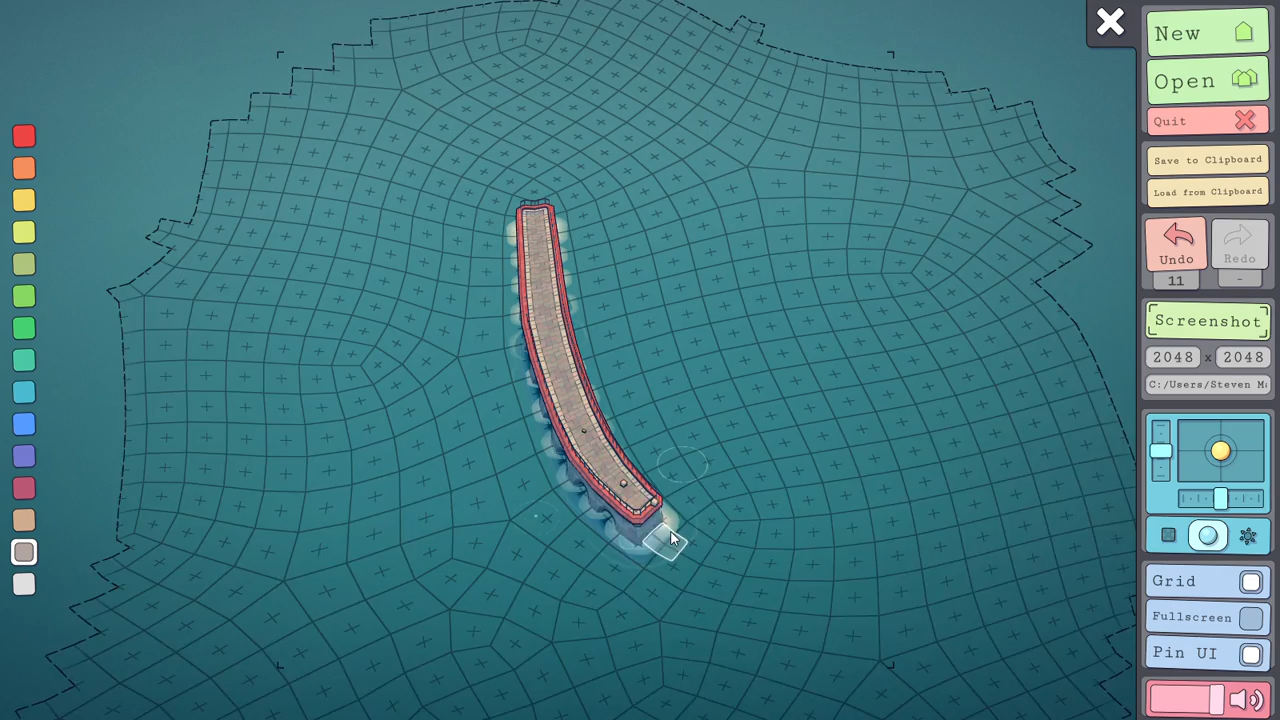 New
Open
Quit
Save to Clipboard
Load from Clipboard
Undo
Redo
11
-
Screenshot
2048 x 2048
C:/Users/Steven M
Grid
Fullscreen
Pin UI